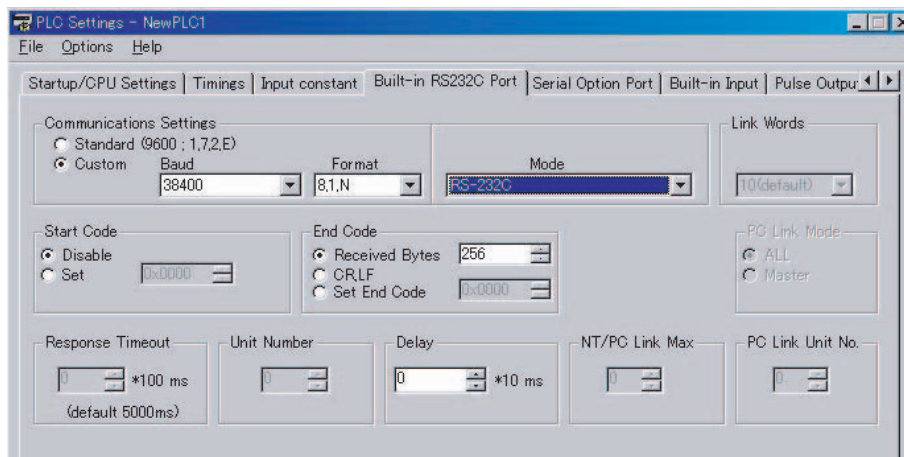 PLC Settings - NewPLC1
File Options Help
Startup/CPU Settings Timings Input constant Built-in RS232C Port Serial Option Port Built-in Input Pulse Outpu
Communications Settings
Standard (9600 ; 1,7,2,E)
Custom
Baud
38400
Format
8,1,N
Mode
RS-232C
Link Words
10(default)
Start Code
Disable
Set 0x0000
End Code
Received Bytes 256
CR,LF
Set End Code 0x0000
PC Link Mode
ALL
Master
Response Timeout
0 *100 ms
(default 5000ms)
Unit Number
0
Delay
0 *10 ms
NT/PC Link Max
0
PC Link Unit No.
0